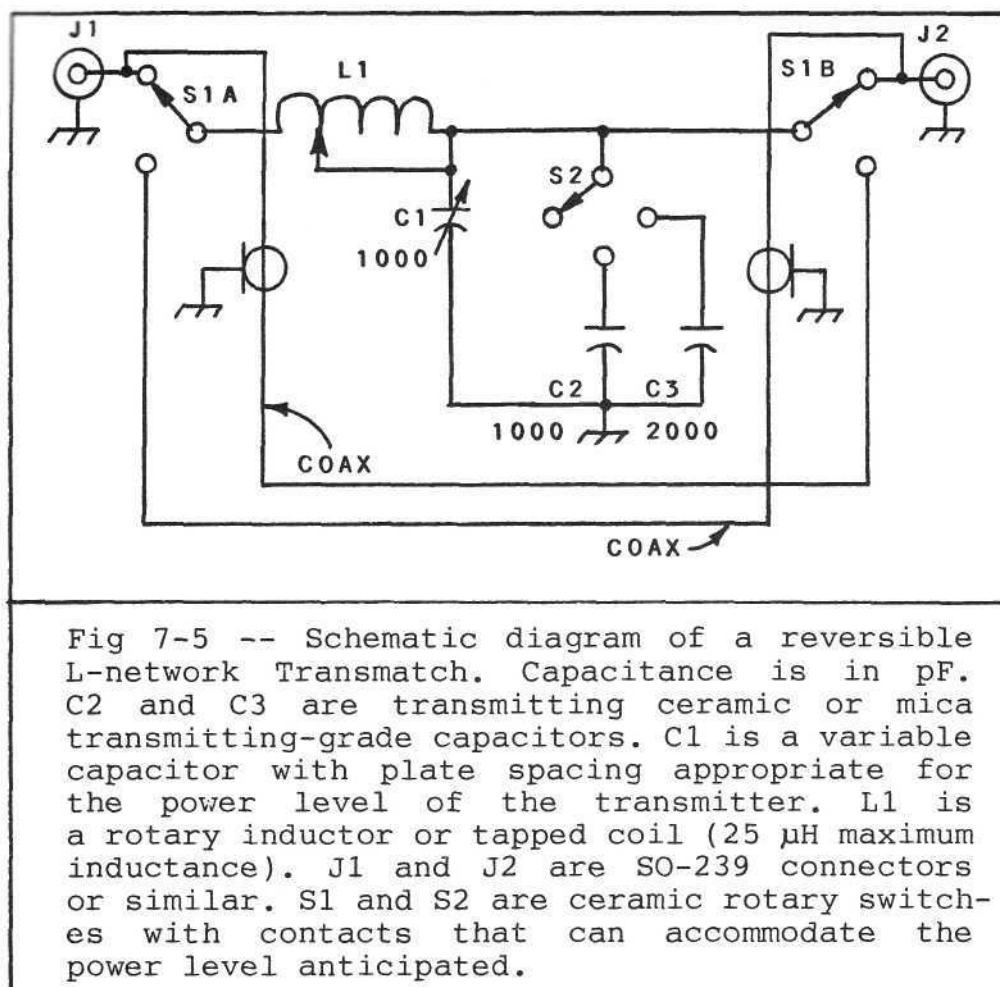 J1
J2
L1
S1A
S1B
S2
C1
1000
C2
C3
1000
2000
COAX
COAX
Fig 7-5 -- Schematic diagram of a reversible
L-network Transmatch. Capacitance is in pF.
C2 and C3 are transmitting ceramic or mica
transmitting-grade capacitors. C1 is a variable
capacitor with plate spacing appropriate for
the power level of the transmitter. L1 is
a rotary inductor or tapped coil (25 µH maximum
inductance). J1 and J2 are SO-239 connectors
or similar. S1 and S2 are ceramic rotary switch-
es with contacts that can accommodate the
power level anticipated.